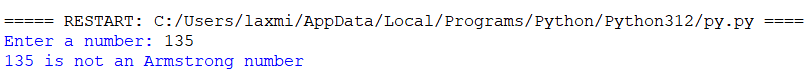 ===== RESTART: C:/Users/laxmi/AppData/Local/Programs/Python/Python312/py.py ====
Enter a number: 135
135 is not an Armstrong number